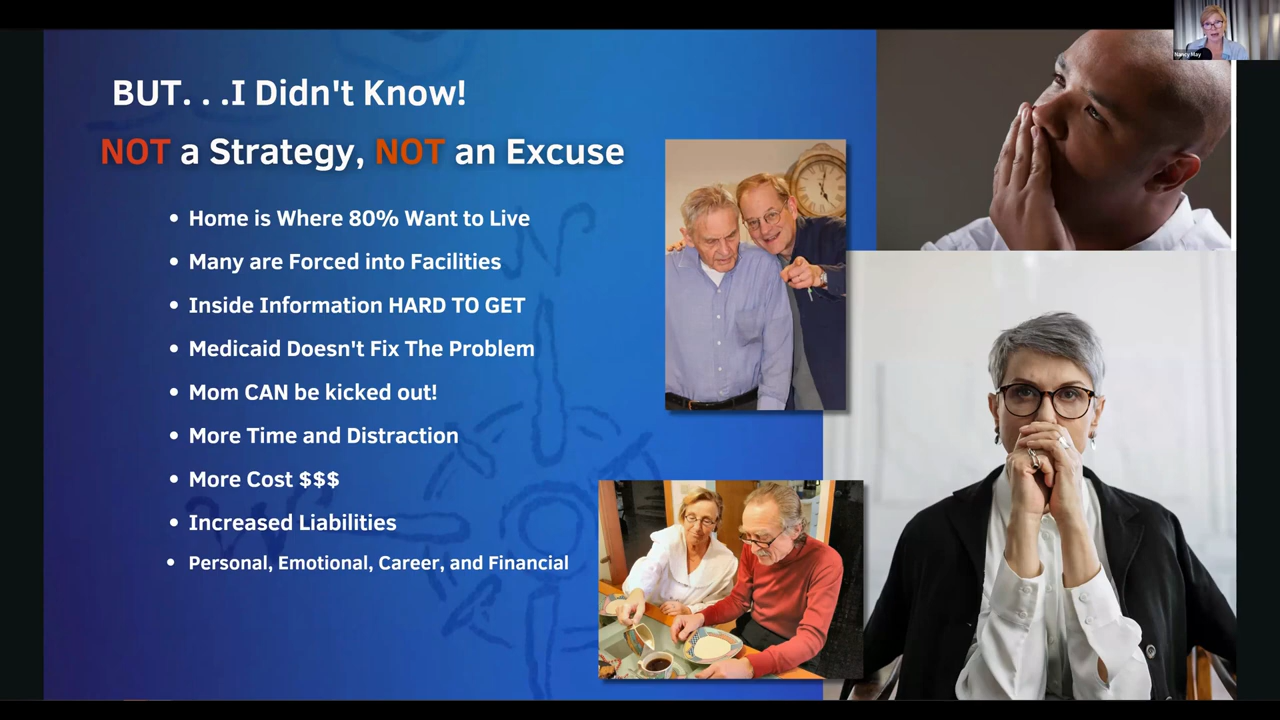 BUT. . .I Didn't Know!
NOT a Strategy, NOT an Excuse
• Home is Where 80% Want to Live
• Many are Forced into Facilities
• Inside Information HARD TO GET
• Medicaid Doesn't Fix The Problem
• Mom CAN be kicked out!
• More Time and Distraction
• More Cost $$$
• Increased Liabilities
• Personal, Emotional, Career, and Financial
Nancy May